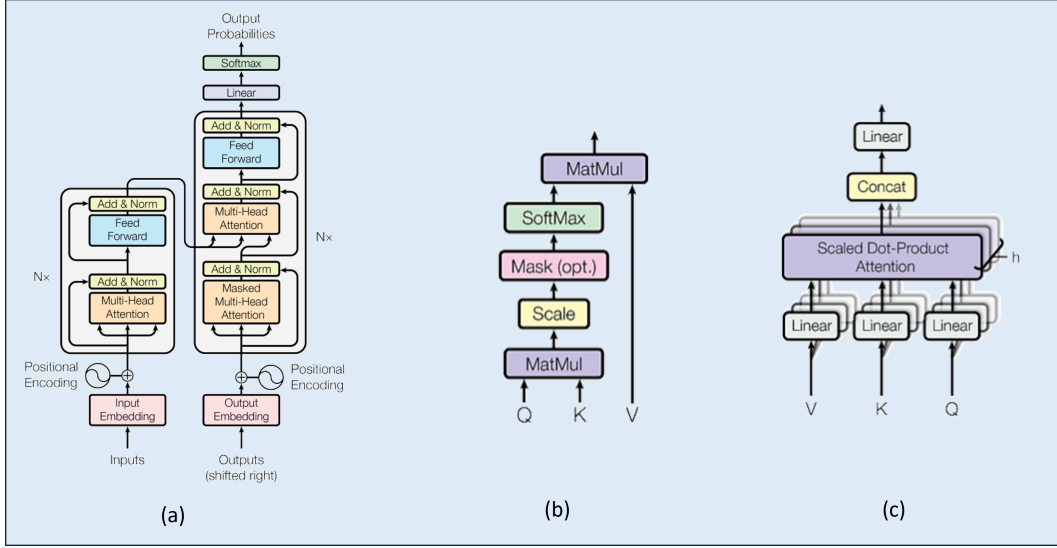 Output
Probabilities
Softmax
Linear
Add & Norm
Feed
Forward
Add & Norm
Multi-Head
Attention
Add & Norm
Masked
Multi-Head
Attention
N×
Add & Norm
Feed
Forward
Add & Norm
Multi-Head
Attention
N×
Positional
Encoding
Positional
Encoding
Input
Embedding
Output
Embedding
Inputs
Outputs
(shifted right)
(a)
MatMul
SoftMax
Mask (opt.)
Scale
MatMul
Q K V
(b)
Linear
Concat
Scaled Dot-Product
Attention
h
Linear Linear Linear
V K Q
(c)